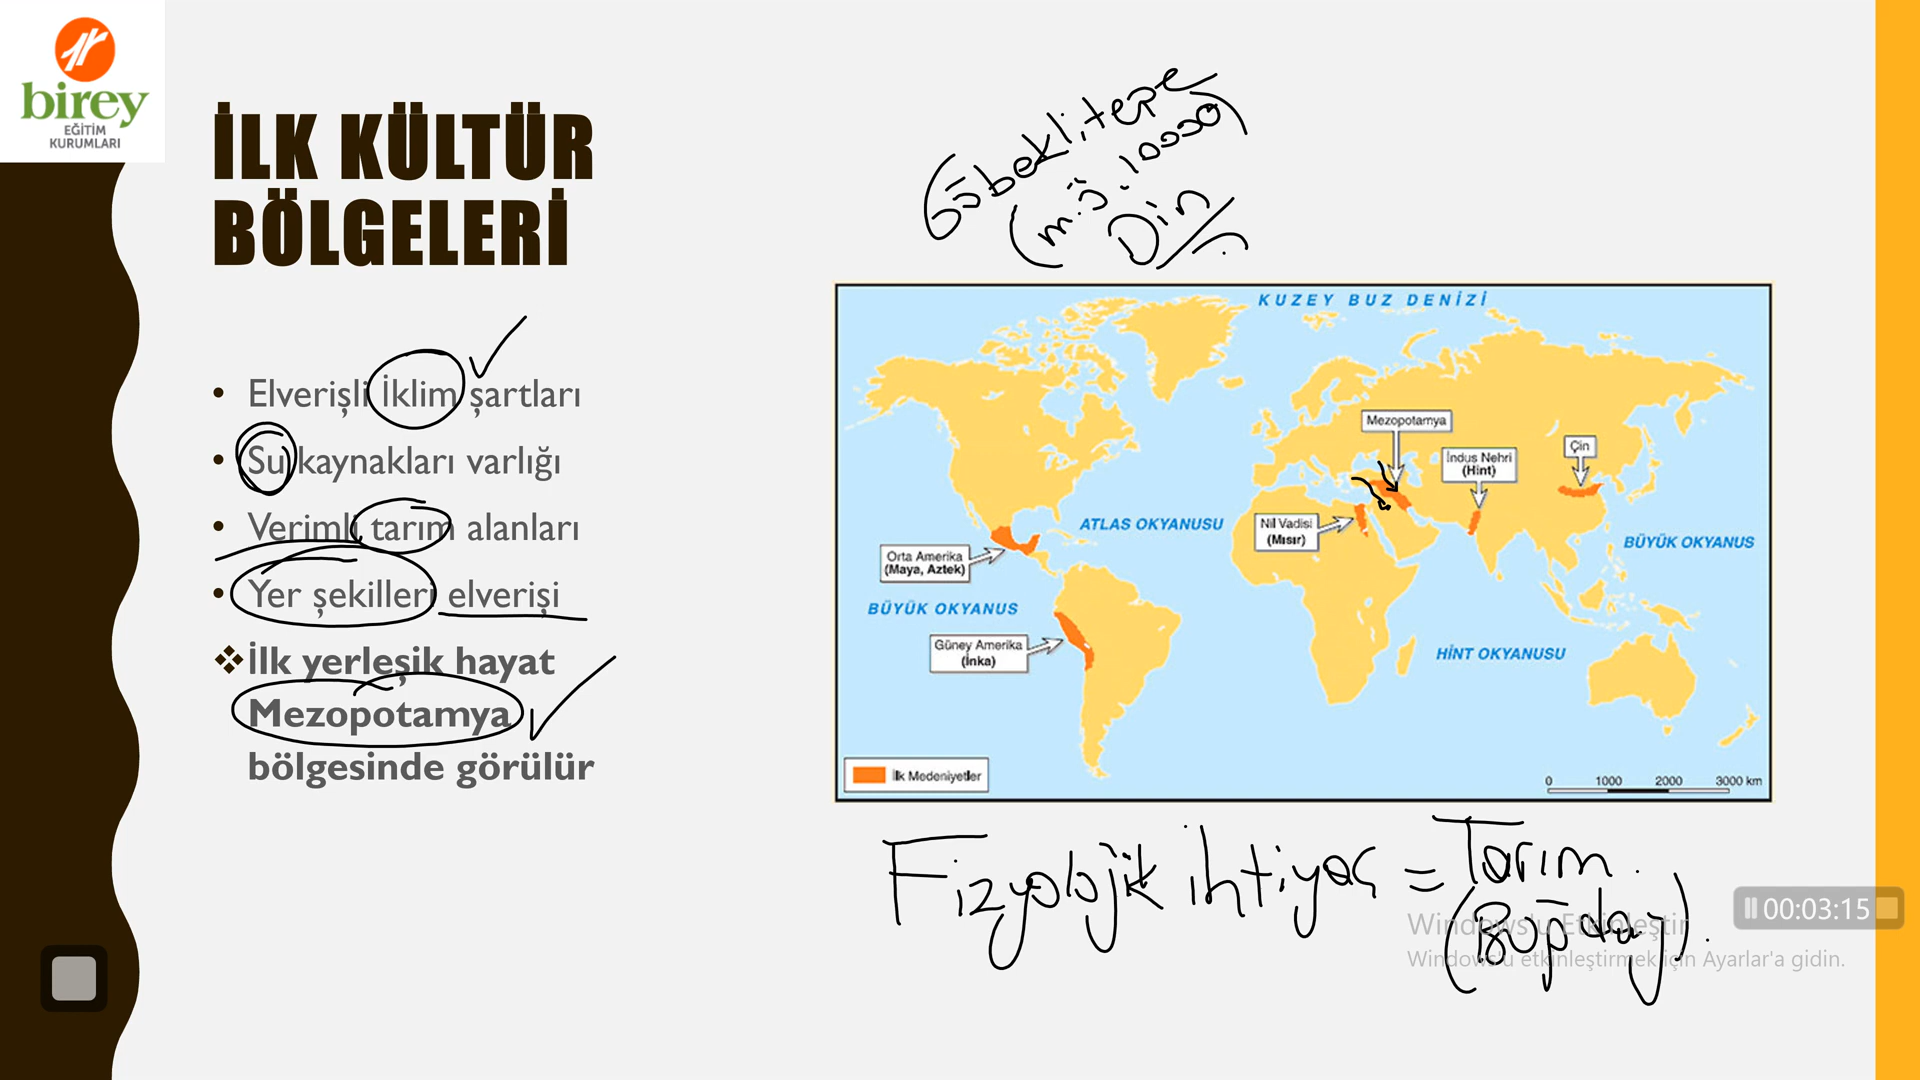 birey
EĞİTİM
KURUMLARI
İLK KÜLTÜR
BÖLGELERİ
• Elverişli İklim şartları
• Su kaynakları varlığı
• Verimli tarım alanları
• Yer şekilleri elverişi
❖ İlk yerleşik hayat
Mezopotamya
bölgesinde görülür
Göbeklitepe
(m.ö. 10000)
Din
KUZEY BUZ DENİZİ
Mezopotamya
İndus Nehri
(Hint)
Çin
ATLAS OKYANUSU
Nil Vadisi
(Mısır)
BÜYÜK OKYANUS
Orta Amerika
(Maya, Aztek)
BÜYÜK OKYANUS
Güney Amerika
(İnka)
HİNT OKYANUSU
İlk Medeniyetler
0 1000 2000 3000 km
Fizyolojik ihtiyaç = Tarım.
(Buğday).
00:03:15
Windows'u Etkinleştir
Windows'u etkinleştirmek için Ayarlar'a gidin.